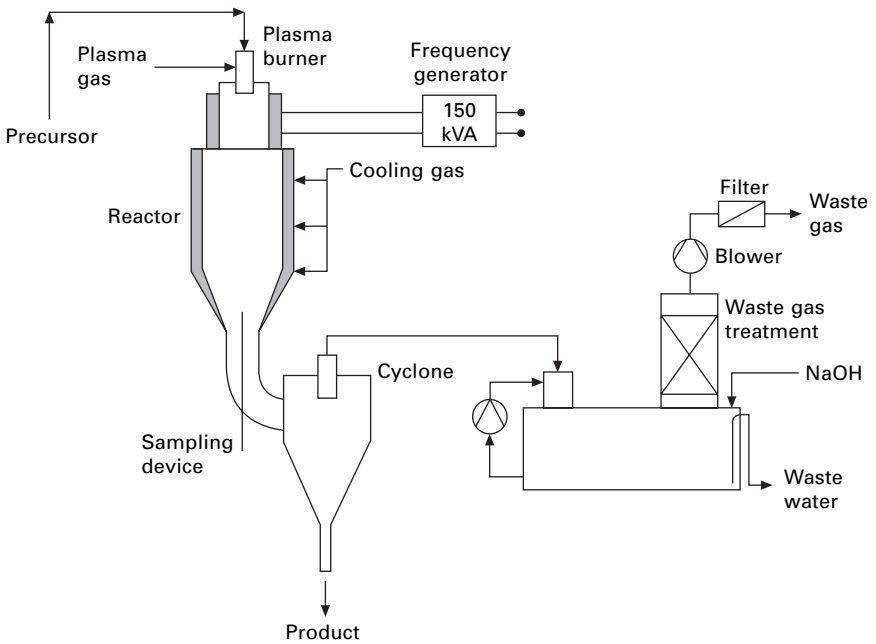 Plasma
burner
Plasma
gas
Precursor
Frequency
generator
150
kVA
Cooling gas
Reactor
Filter
Waste
gas
Blower
Waste gas
treatment
NaOH
Cyclone
Sampling
device
Waste
water
Product